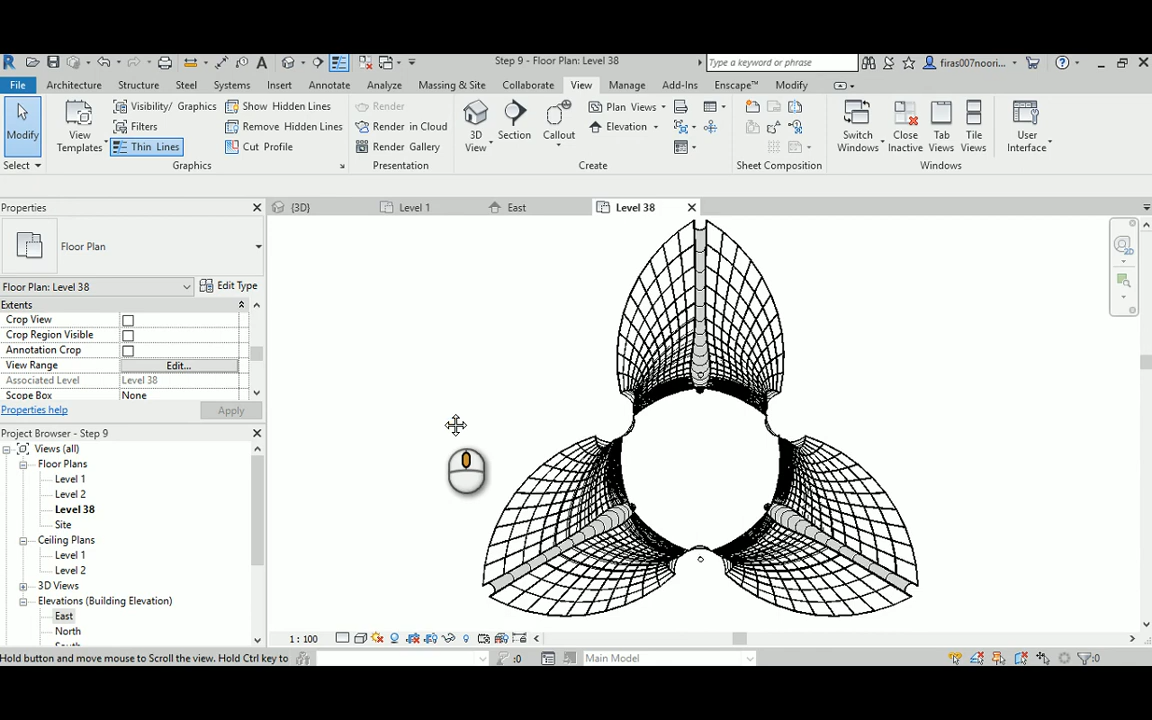 Step 9 - Floor Plan: Level 38
Type a keyword or phrase
firas007noori...
File
Architecture
Structure
Steel
Systems
Insert
Annotate
Analyze
Massing & Site
Collaborate
View
Manage
Add-Ins
Enscape™
Modify
Modify
View
Templates
Visibility/ Graphics
Filters
Thin Lines
Show Hidden Lines
Remove Hidden Lines
Cut Profile
Render
Render in Cloud
Render Gallery
3D
View
Section
Callout
Plan Views
Elevation
Switch
Windows
Close
Inactive
Tab
Views
Tile
Views
User
Interface
Select
Graphics
Presentation
Create
Sheet Composition
Windows
Properties
{3D}
Level 1
East
Level 38
Floor Plan
Floor Plan: Level 38
Edit Type
Extents
Crop View
Crop Region Visible
Annotation Crop
View Range
Edit...
Associated Level
Level 38
Scope Box
None
Properties help
Apply
Project Browser - Step 9
Views (all)
Floor Plans
Level 1
Level 2
Level 38
Site
Ceiling Plans
Level 1
Level 2
3D Views
Elevations (Building Elevation)
East
North
1 : 100
Hold button and move mouse to Scroll the view. Hold Ctrl key to
:0
Main Model
:0
2D